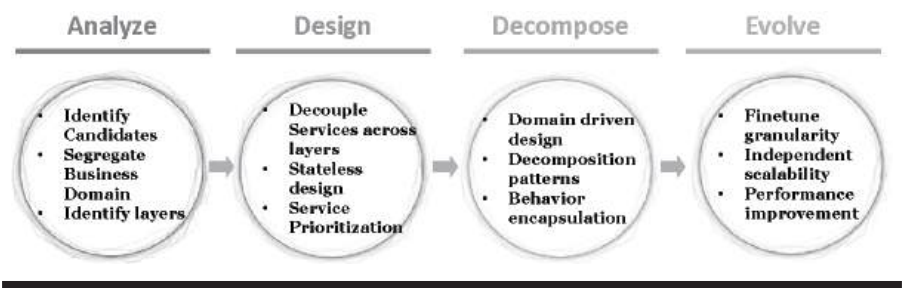 Analyze
Design
Decompose
Evolve
• Identify
Candidates
• Segregate
Business
Domain
• Identify layers
• Decouple
Services across
layers
• Stateless
design
• Service
Prioritization
• Domain driven
design
• Decomposition
patterns
• Behavior
encapsulation
• Finetune
granularity
• Independent
scalability
• Performance
improvement